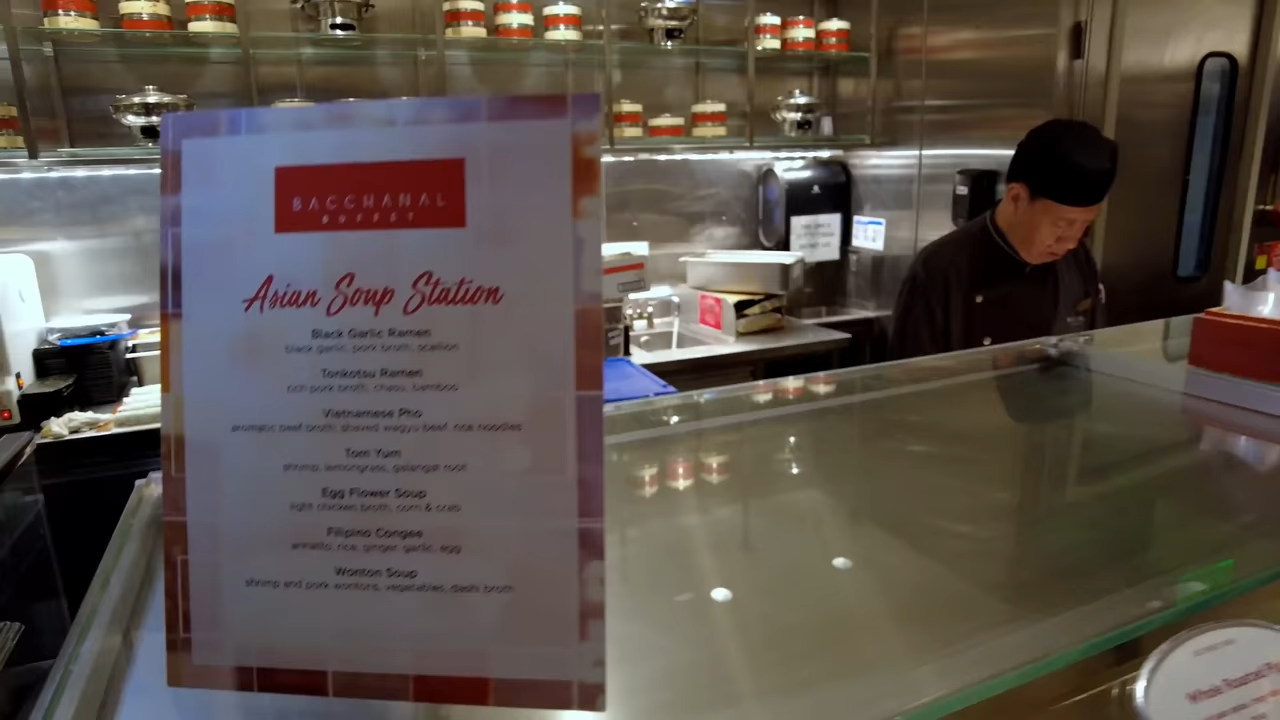 BACCHANAL
BUFFET
Asian Soup Station
Black Garlic Ramen
black garlic, pork broth, scallion
Tonkotsu Ramen
rich pork broth, chasu, bamboo
Vietnamese Pho
aromatic beef broth, shaved wagyu beef, rice noodles
Tom Yum
shrimp, lemongrass, galangal root
Egg Flower Soup
light chicken broth, corn & crab
Filipino Congee
annatto, rice, ginger, garlic, egg
Wonton Soup
shrimp and pork wontons, vegetables, dashi broth
Whole Roasted